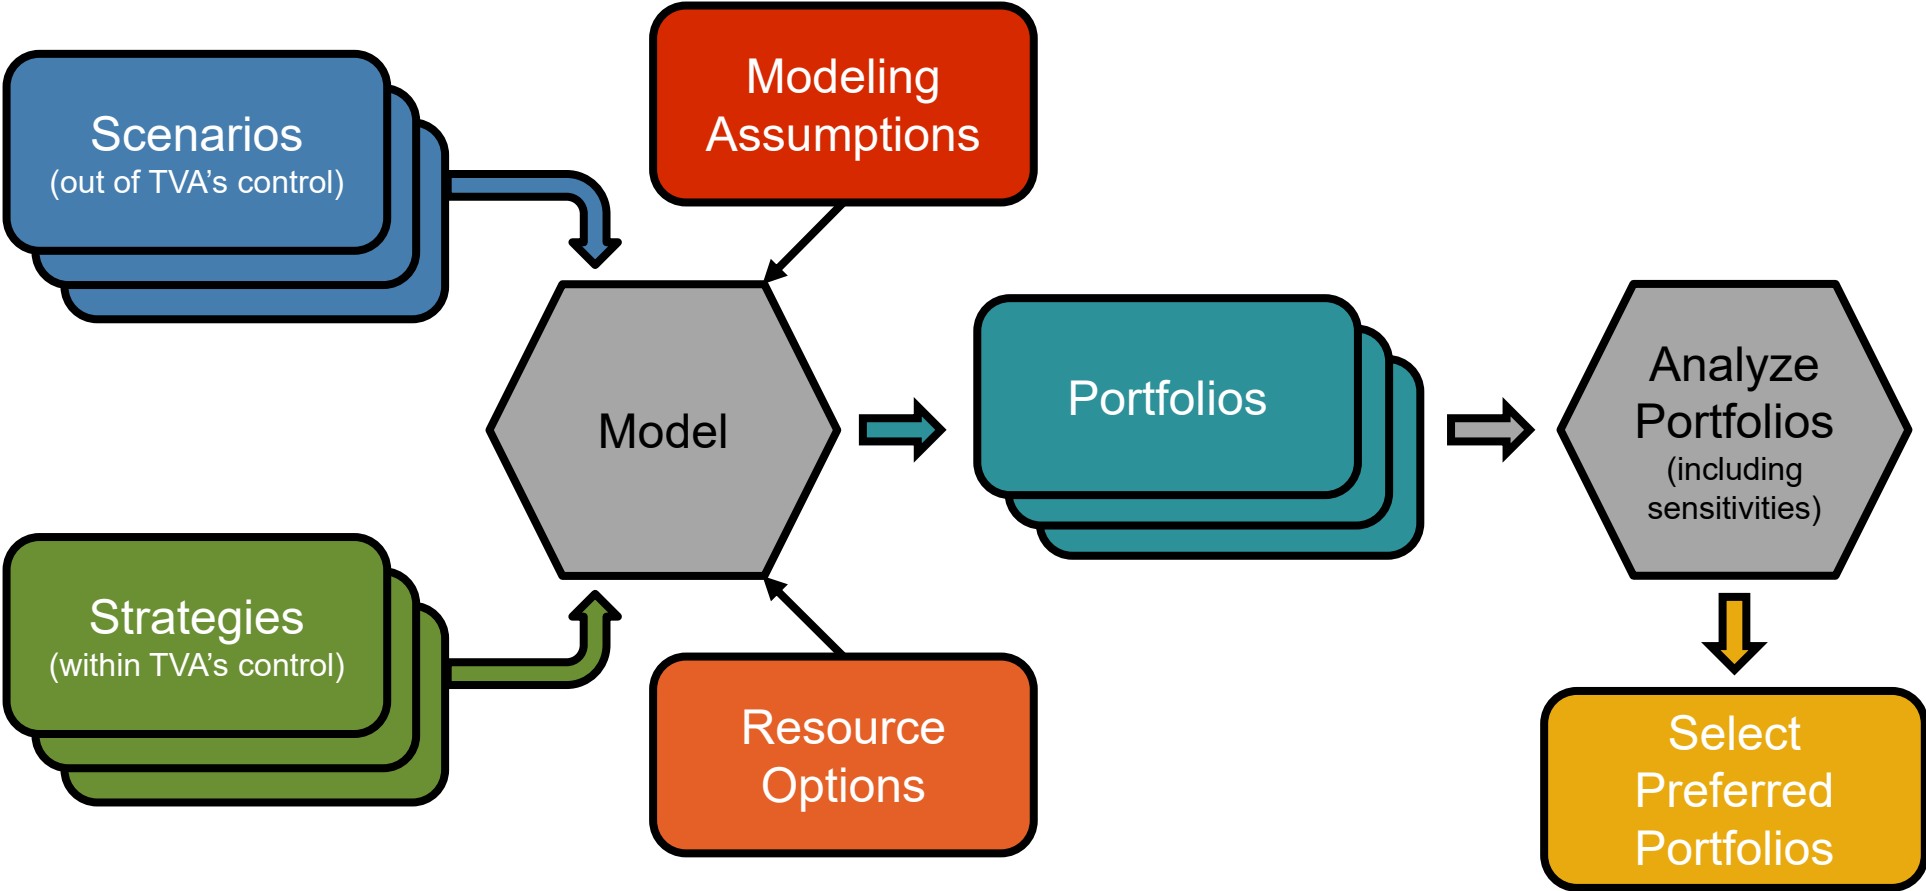 Scenarios
(out of TVA's control)
Modeling
Assumptions
Model
Strategies
(within TVA's control)
Resource
Options
Portfolios
Analyze
Portfolios
(including
sensitivities)
Select
Preferred
Portfolios